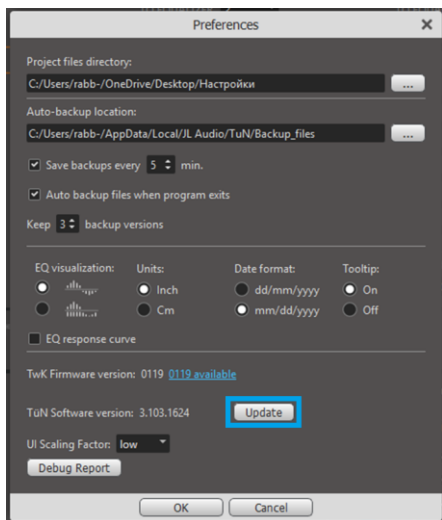 Preferences
Project files directory:
C:/Users/rabb-/OneDrive/Desktop/Настройки
...
Auto-backup location:
C:/Users/rabb-/AppData/Local/JL Audio/TuN/Backup_files
...
Save backups every 5 min.
Auto backup files when program exits
Keep 3 backup versions
EQ visualization: Units: Date format: Tooltip:
Inch dd/mm/yyyy On
Cm mm/dd/yyyy Off
EQ response curve
TwK Firmware version: 0119 0119 available
TüN Software version: 3.103.1624 Update
UI Scaling Factor: low
Debug Report
OK Cancel